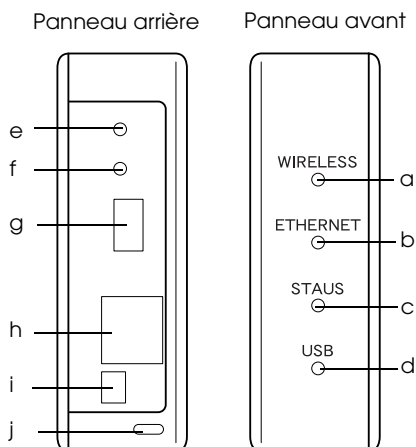 Panneau arrière
Panneau avant
e
f
g
h
i
j
WIRELESS
a
ETHERNET
b
STAUS
c
USB
d